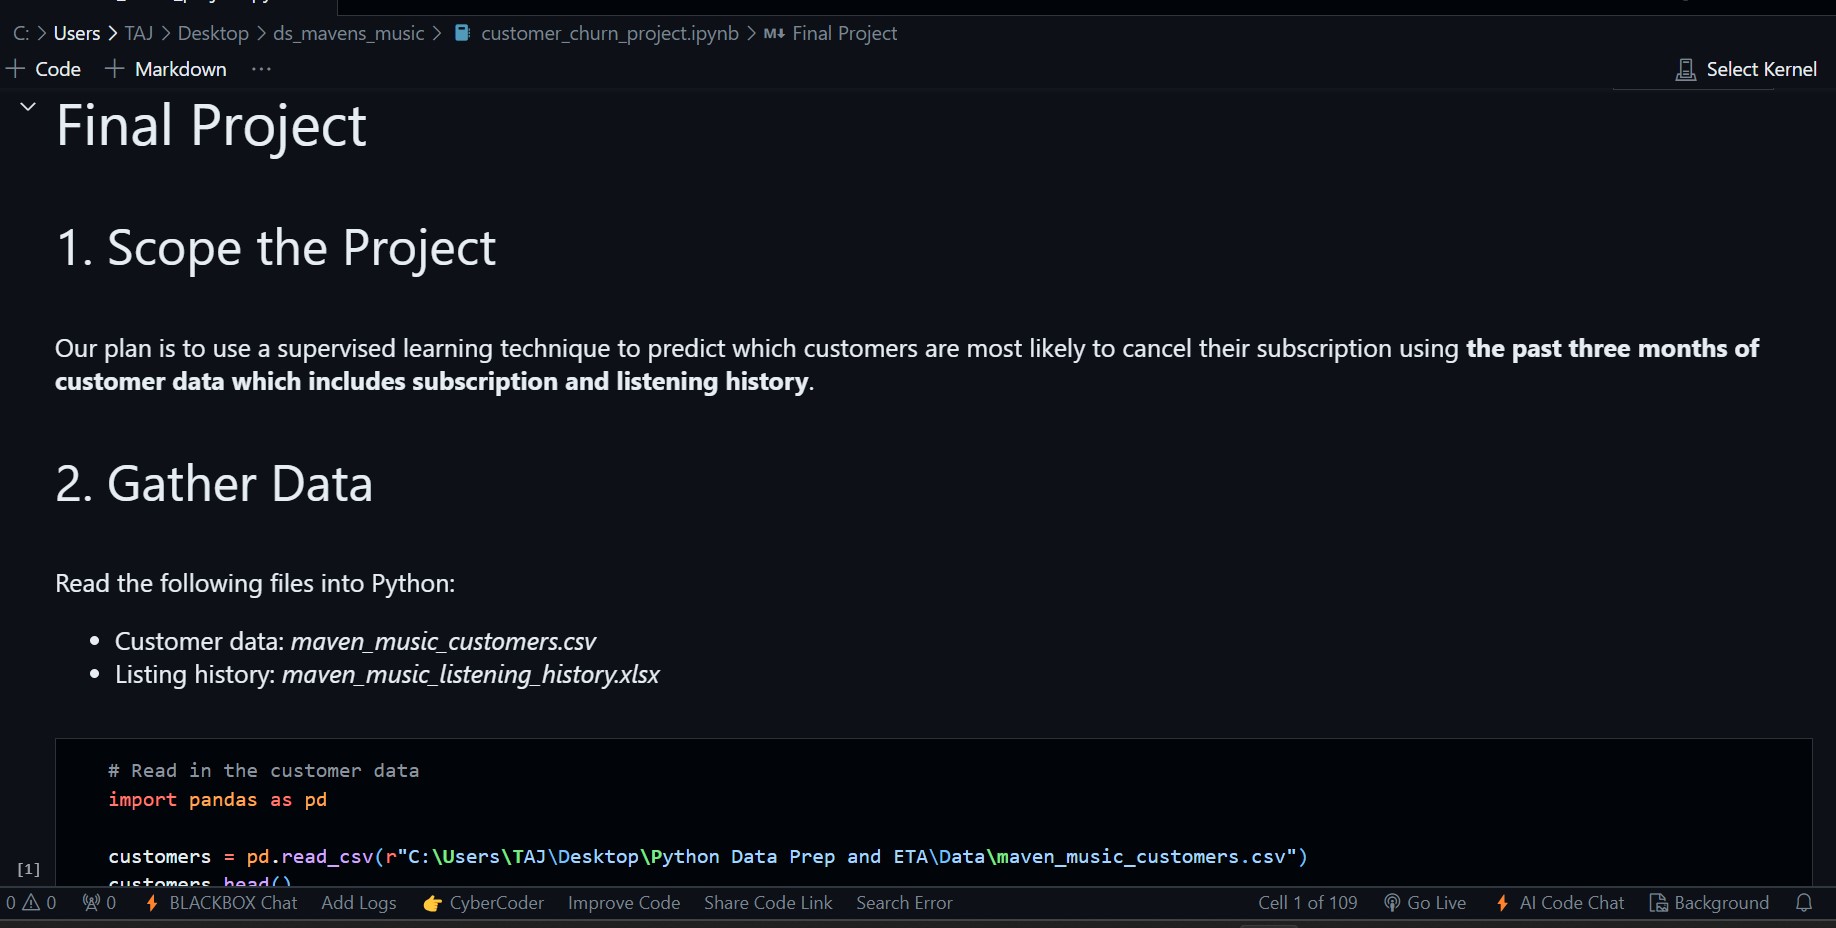 C: > Users > TAJ > Desktop > ds_mavens_music > customer_churn_project.ipynb > M↓ Final Project
+ Code + Markdown ··· Select Kernel
Final Project
1. Scope the Project
Our plan is to use a supervised learning technique to predict which customers are most likely to cancel their subscription using the past three months of
customer data which includes subscription and listening history.
2. Gather Data
Read the following files into Python:
• Customer data: maven_music_customers.csv
• Listing history: maven_music_listening_history.xlsx
# Read in the customer data
import pandas as pd
customers = pd.read_csv(r"C:\Users\TAJ\Desktop\Python Data Prep and ETA\Data\maven_music_customers.csv")
[1]
customers.head()
0 0 0 BLACKBOX Chat Add Logs CyberCoder Improve Code Share Code Link Search Error Cell 1 of 109 Go Live AI Code Chat Background